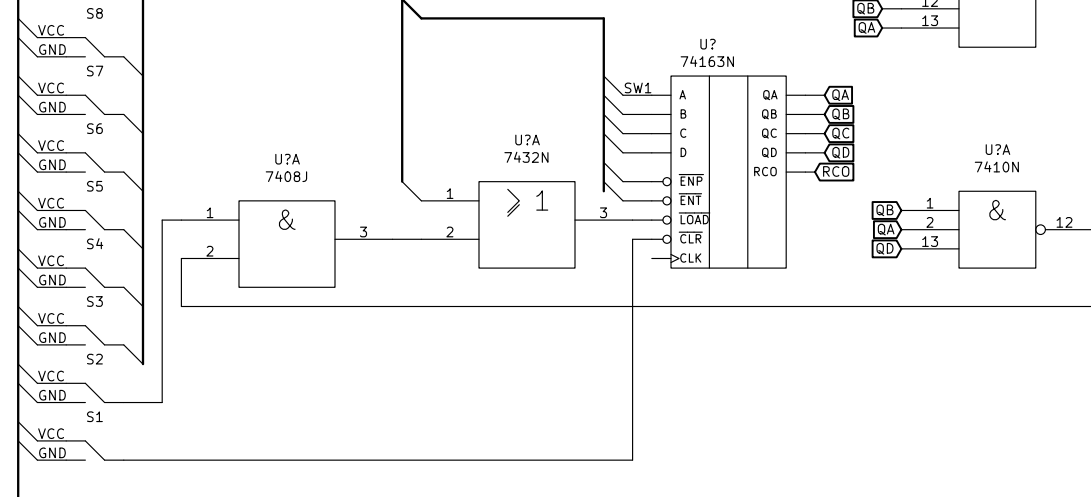 S8
VCC
GND
S7
VCC
GND
S6
VCC
GND
S5
VCC
GND
S4
VCC
GND
S3
VCC
GND
S2
VCC
GND
S1
VCC
GND
U?A
7408J
1
2
&
3
U?A
7432N
1
2
⩾ 1
3
U?
74163N
SW1
A
B
C
D
ENP
ENT
LOAD
CLR
CLK
QA
QB
QC
QD
RCO
QA
QB
QC
QD
RCO
QB 12
QA 13
U?A
7410N
QB 1
QA 2
QD 13
&
12